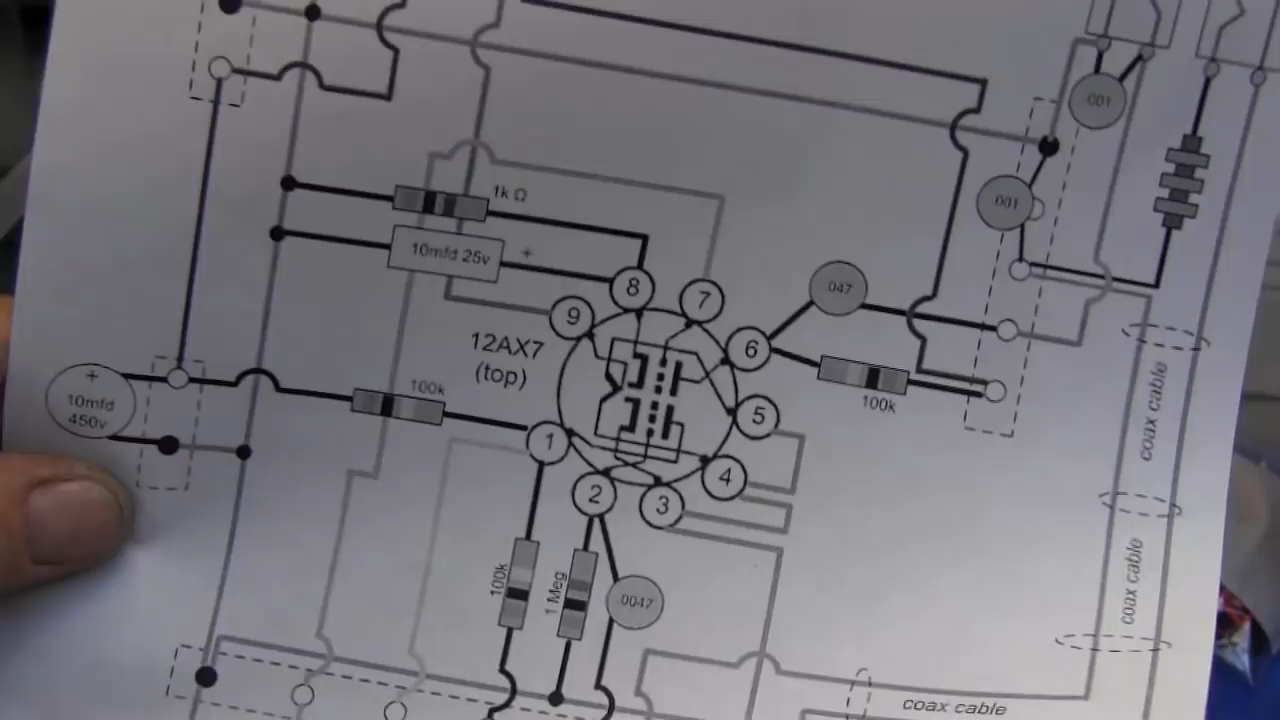 001
001
1k Ω
10mfd 25v
+
8
7
9
047
12AX7
(top)
6
+
10mfd
450v
100k
100k
5
1
4
2
3
coax cable
100k
1 Meg
.0047
coax cable
coax cable